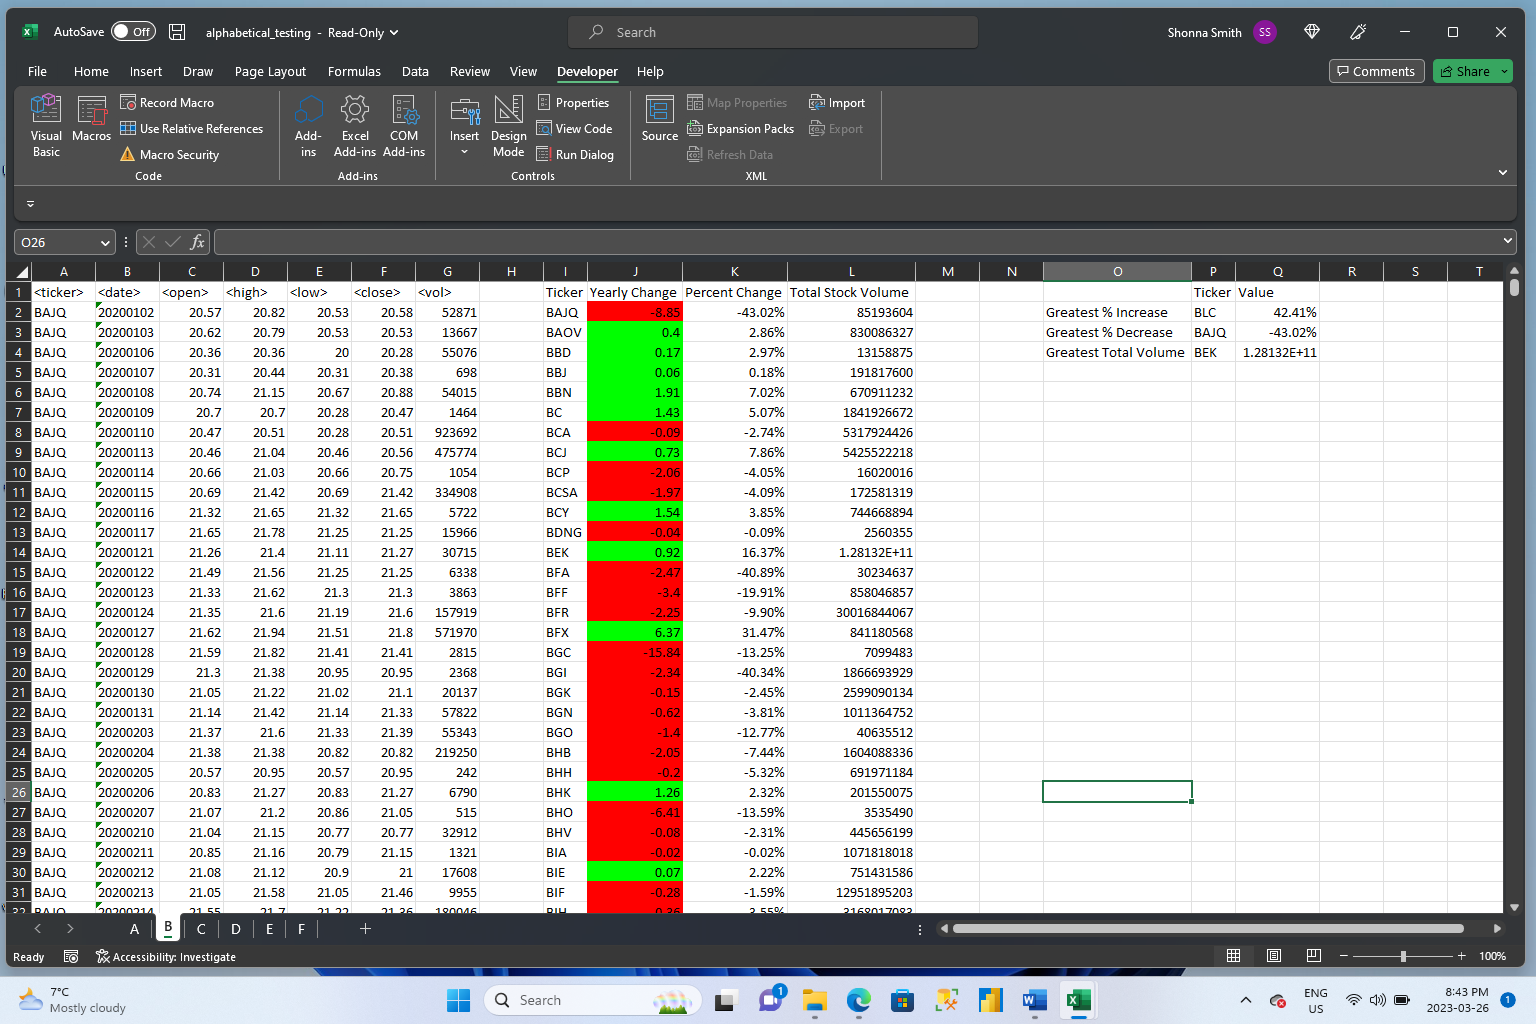 AutoSave Off alphabetical_testing - Read-Only Search Shonna Smith SS
File Home Insert Draw Page Layout Formulas Data Review View Developer Help Comments Share
Visual Basic
Macros
Record Macro
Use Relative References
Macro Security
Code
Add-ins
Excel Add-ins
COM Add-ins
Add-ins
Insert
Design Mode
Properties
View Code
Run Dialog
Controls
Source
Map Properties
Expansion Packs
Refresh Data
Import
Export
XML
O26 fx
A B C D E F G H I J K L M N O P Q R S T
1 <ticker> <date> <open> <high> <low> <close> <vol> Ticker Yearly Change Percent Change Total Stock Volume Ticker Value
2 BAJQ 20200102 20.57 20.82 20.53 20.58 52871 BAJQ -8.85 -43.02% 85193604 Greatest % Increase BLC 42.41%
3 BAJQ 20200103 20.62 20.79 20.53 20.53 13667 BAOV 0.4 2.86% 830086327 Greatest % Decrease BAJQ -43.02%
4 BAJQ 20200106 20.36 20.36 20 20.28 55076 BBD 0.17 2.97% 13158875 Greatest Total Volume BEK 1.28132E+11
5 BAJQ 20200107 20.31 20.44 20.31 20.38 698 BBJ 0.06 0.18% 191817600
6 BAJQ 20200108 20.74 21.15 20.67 20.88 54015 BBN 1.91 7.02% 670911232
7 BAJQ 20200109 20.7 20.7 20.28 20.47 1464 BC 1.43 5.07% 1841926672
8 BAJQ 20200110 20.47 20.51 20.28 20.51 923692 BCA -0.09 -2.74% 5317924426
9 BAJQ 20200113 20.46 21.04 20.46 20.56 475774 BCJ 0.73 7.86% 5425522218
10 BAJQ 20200114 20.66 21.03 20.66 20.75 1054 BCP -2.06 -4.05% 16020016
11 BAJQ 20200115 20.69 21.42 20.69 21.42 334908 BCSA -1.97 -4.09% 172581319
12 BAJQ 20200116 21.32 21.65 21.32 21.65 5722 BCY 1.54 3.85% 744668894
13 BAJQ 20200117 21.65 21.78 21.25 21.25 15966 BDNG -0.04 -0.09% 2560355
14 BAJQ 20200121 21.26 21.4 21.11 21.27 30715 BEK 0.92 16.37% 1.28132E+11
15 BAJQ 20200122 21.49 21.56 21.25 21.25 6338 BFA -2.47 -40.89% 30234637
16 BAJQ 20200123 21.33 21.62 21.3 21.3 3863 BFF -3.4 -19.91% 858046857
17 BAJQ 20200124 21.35 21.6 21.19 21.6 157919 BFR -2.25 -9.90% 30016844067
18 BAJQ 20200127 21.62 21.94 21.51 21.8 571970 BFX 6.37 31.47% 841180568
19 BAJQ 20200128 21.59 21.82 21.41 21.41 2815 BGC -15.84 -13.25% 7099483
20 BAJQ 20200129 21.3 21.38 20.95 20.95 2368 BGI -2.34 -40.34% 1866693929
21 BAJQ 20200130 21.05 21.22 21.02 21.1 20137 BGK -0.15 -2.45% 2599090134
22 BAJQ 20200131 21.14 21.42 21.14 21.33 57822 BGN -0.62 -3.81% 1011364752
23 BAJQ 20200203 21.37 21.6 21.33 21.39 55343 BGO -1.4 -12.77% 40635512
24 BAJQ 20200204 21.38 21.38 20.82 20.82 219250 BHB -2.05 -7.44% 1604088336
25 BAJQ 20200205 20.57 20.95 20.57 20.95 242 BHH -0.2 -5.32% 691971184
26 BAJQ 20200206 20.83 21.27 20.83 21.27 6790 BHK 1.26 2.32% 201550075
27 BAJQ 20200207 21.07 21.2 20.86 21.05 515 BHO -6.41 -13.59% 3535490
28 BAJQ 20200210 21.04 21.15 20.77 20.77 32912 BHV -0.08 -2.31% 445656199
29 BAJQ 20200211 20.85 21.16 20.79 21.15 1321 BIA -0.02 -0.02% 1071818018
30 BAJQ 20200212 21.08 21.12 20.9 21 17608 BIE 0.07 2.22% 751431586
31 BAJQ 20200213 21.05 21.58 21.05 21.46 9955 BIF -0.28 -1.59% 12951895203
A B C D E F
Ready Accessibility: Investigate 100%
7°C
Mostly cloudy
Search
1
ENG
US
8:43 PM
2023-03-26
1